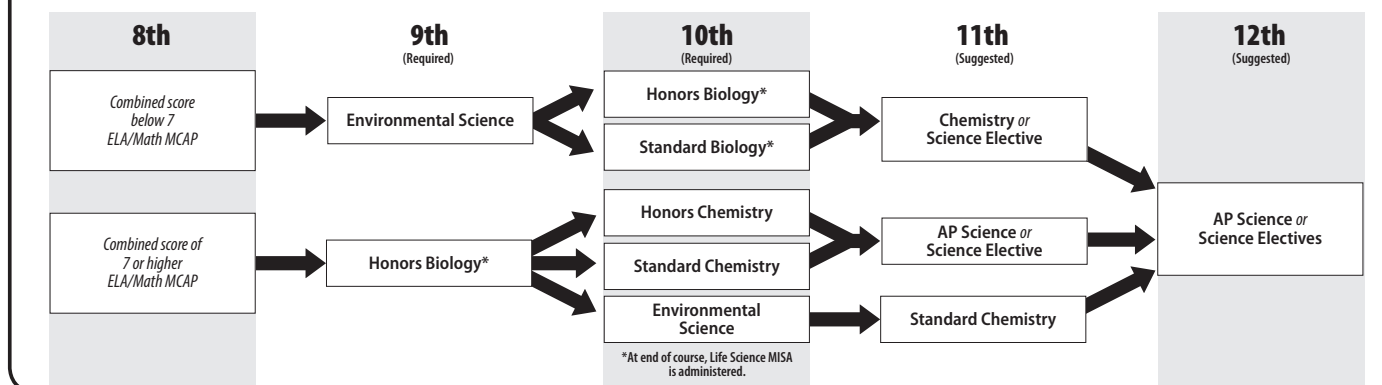 8th
9th
(Required)
10th
(Required)
11th
(Suggested)
12th
(Suggested)
Combined score
below 7
ELA/Math MCAP
Environmental Science
Honors Biology*
Standard Biology*
Chemistry or
Science Elective
Combined score of
7 or higher
ELA/Math MCAP
Honors Biology*
Honors Chemistry
Standard Chemistry
Environmental
Science
AP Science or
Science Elective
Standard Chemistry
AP Science or
Science Electives
*At end of course, Life Science MISA
is administered.